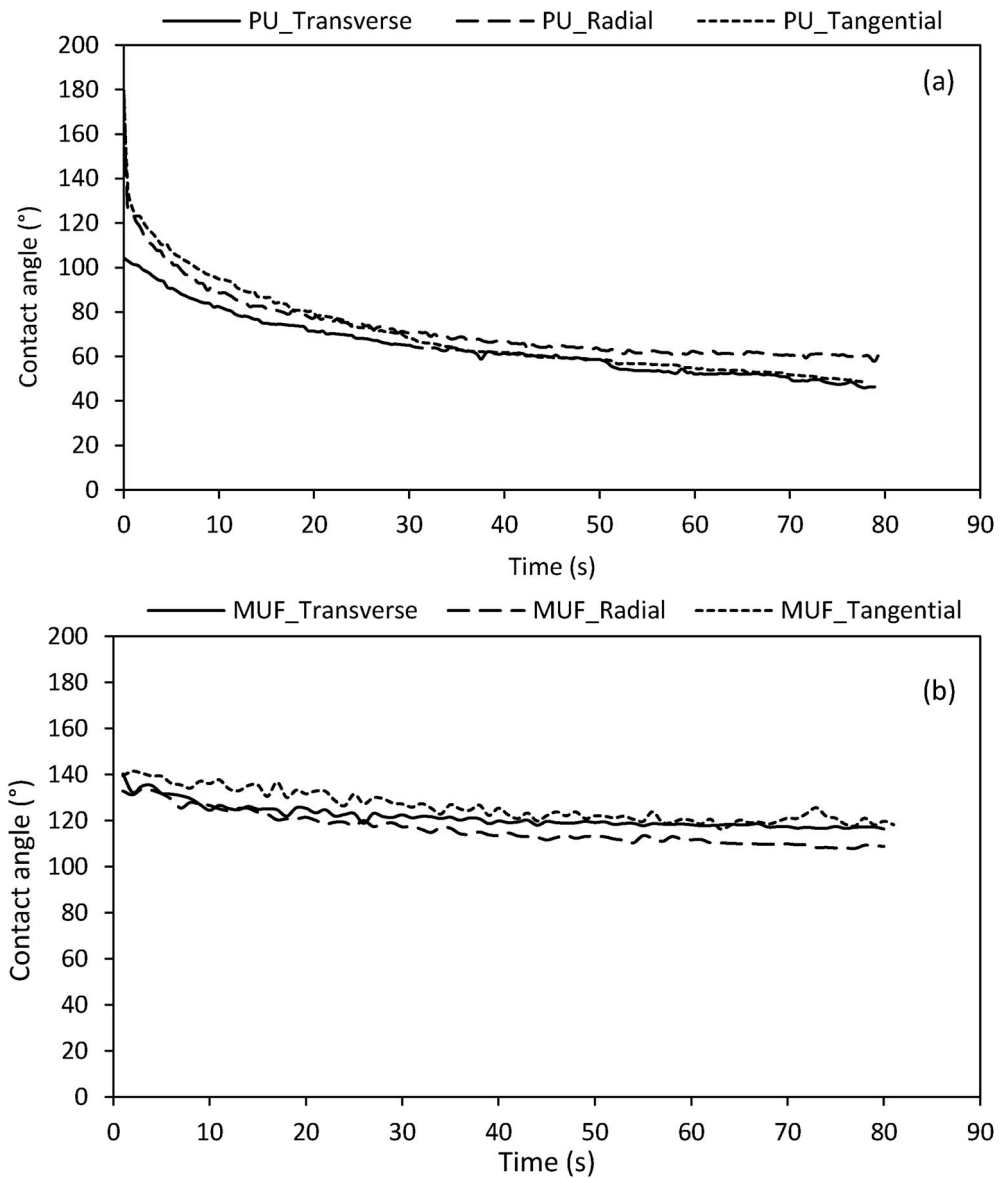 PU_Transverse PU_Radial PU_Tangential
200
(a)
180
160
140
120
100
80
60
40
20
0
Contact angle (°)
0 10 20 30 40 50 60 70 80 90
Time (s)
MUF_Transverse MUF_Radial MUF_Tangential
200
(b)
180
160
140
120
100
80
60
40
20
0
Contact angle (°)
0 10 20 30 40 50 60 70 80 90
Time (s)